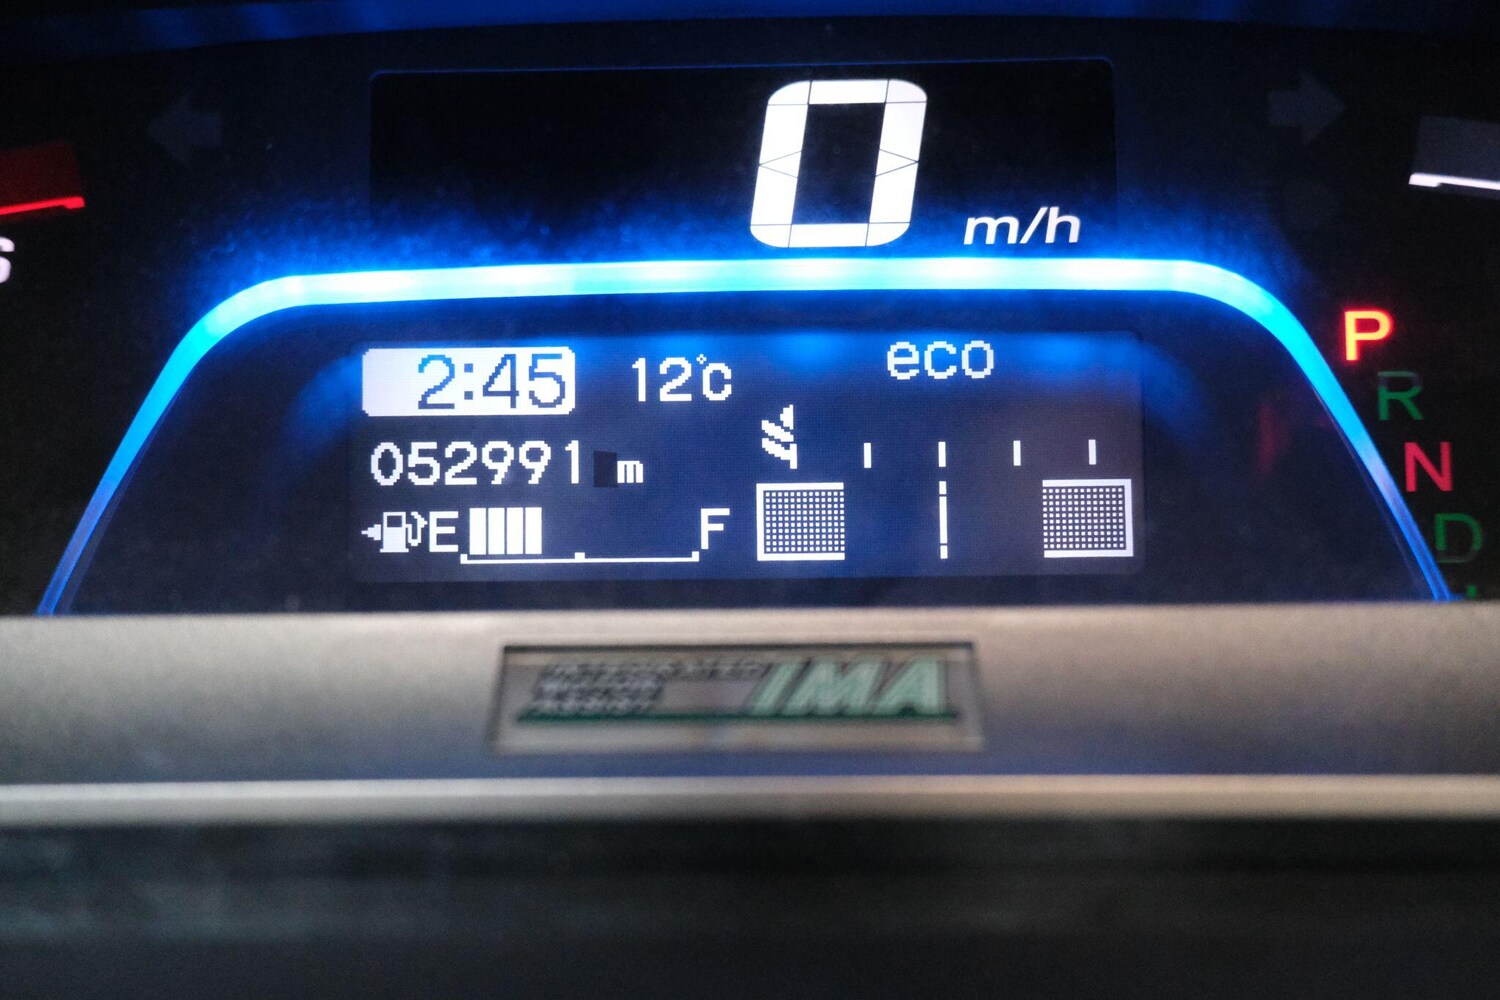 0 m/h
S
2:45 12°C eco
052991 m
E F
P
R
N
D
IMA